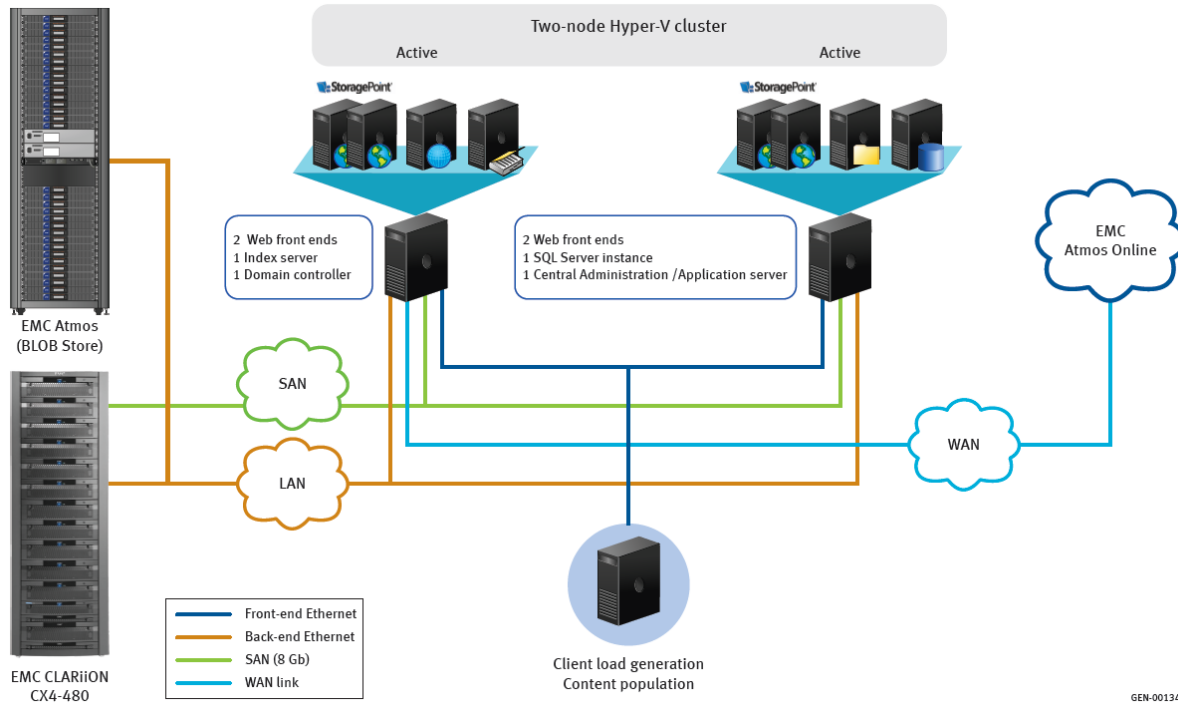 Two-node Hyper-V cluster
Active
Active
StoragePoint®
StoragePoint®
2 Web front ends
1 Index server
1 Domain controller
2 Web front ends
1 SQL Server instance
1 Central Administration /Application server
EMC
Atmos Online
EMC Atmos
(BLOB Store)
SAN
WAN
LAN
Front-end Ethernet
Back-end Ethernet
SAN (8 Gb)
WAN link
Client load generation
Content population
EMC CLARiiON
CX4-480
GEN-00134